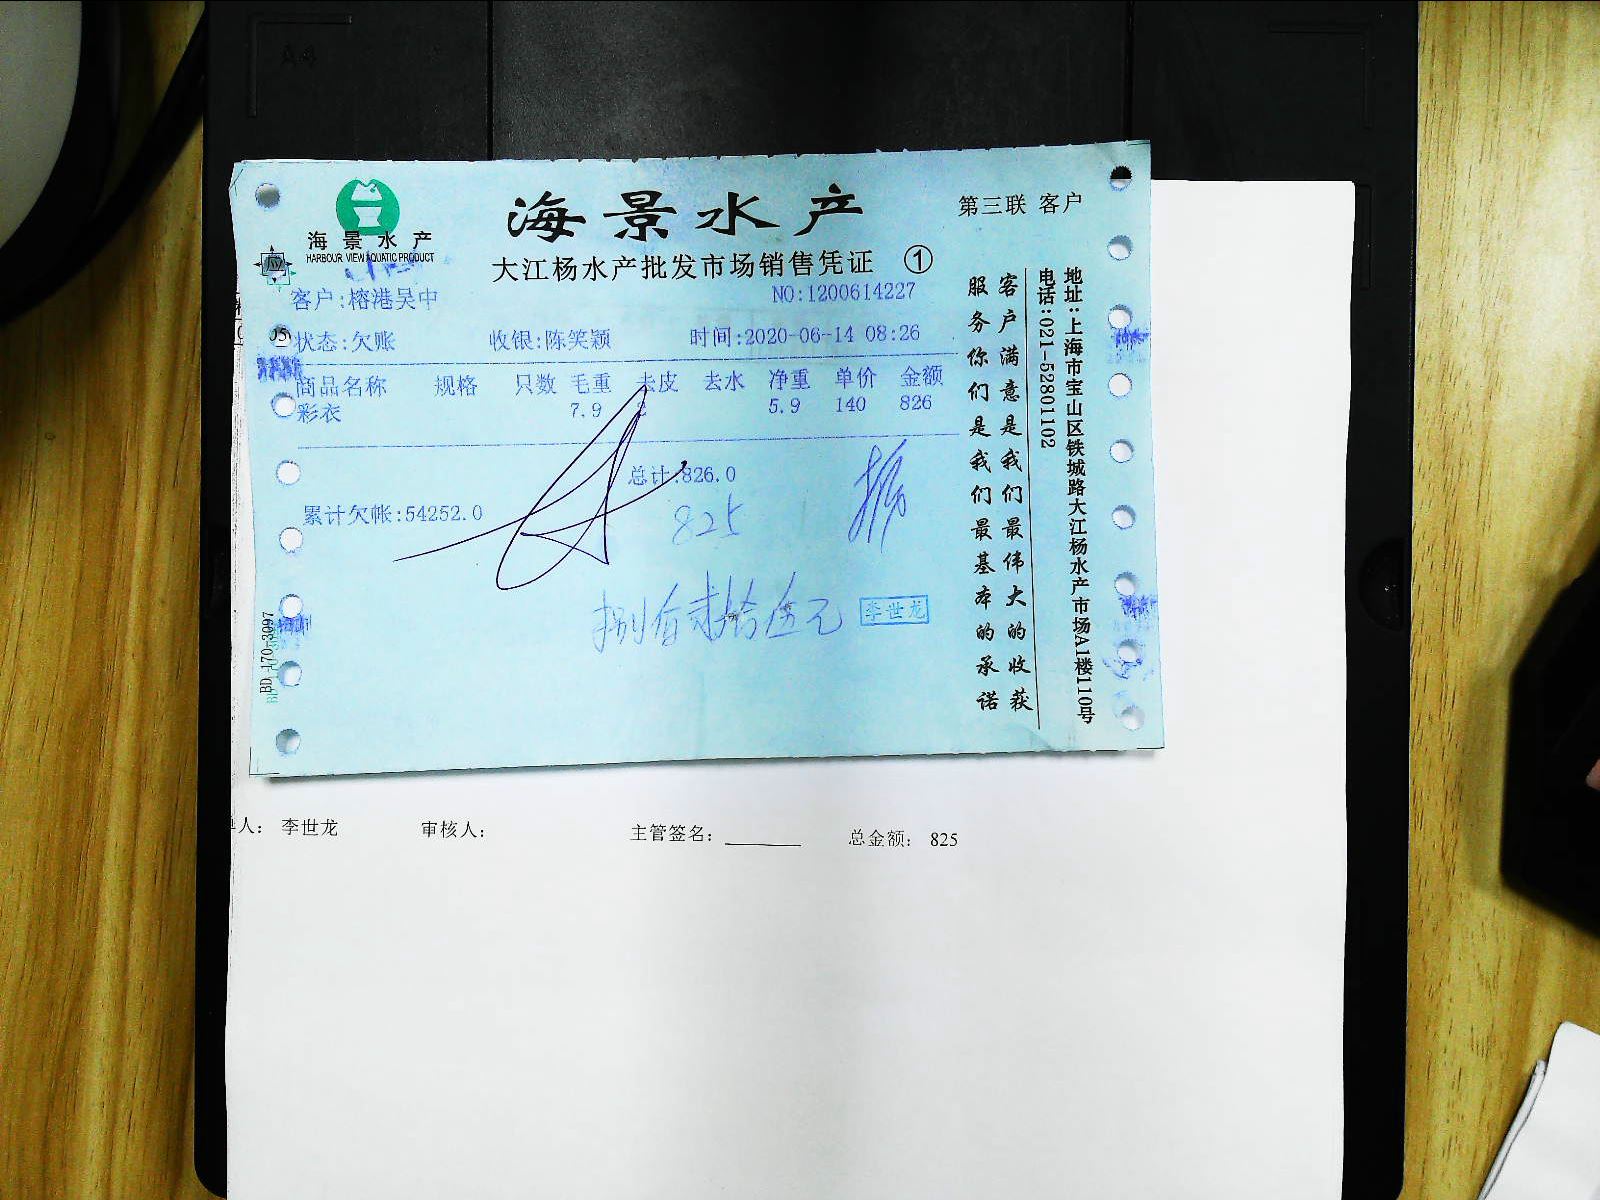 A4
海景水产
HARBOUR VIEW AQUATIC PRODUCT
海景水产
第三联 客户
大江杨水产批发市场销售凭证 ①
应
客户:榕港吴中
NO:1200614227
状态:欠账 收银:陈笑颖 时间:2020-06-14 08:26
商品名称 规格 只数 毛重 去皮 去水 净重 单价 金额
彩衣 7.9 2 5.9 140 826
总计:826.0
累计欠帐:54252.0
825
捌佰贰拾伍元
李世龙
客户满意是我们最伟大的收获
服务你们是我们最基本的承诺
地址:上海市宝山区铁城路大江杨水产市场A1楼110号
电话:021-52801102
BD 170-3097
人: 李世龙 审核人: 主管签名: 总金额: 825